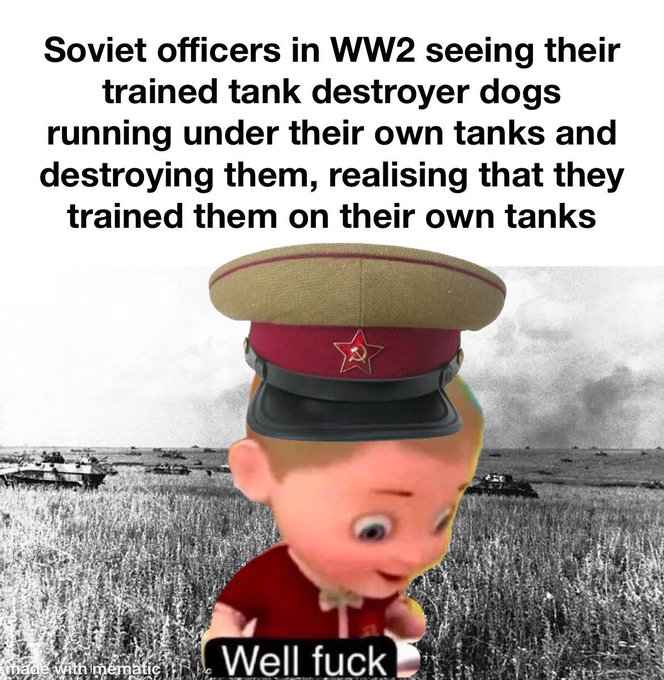 Soviet officers in WW2 seeing their
trained tank destroyer dogs
running under their own tanks and
destroying them, realising that they
trained them on their own tanks
Well fuck
made with mematic